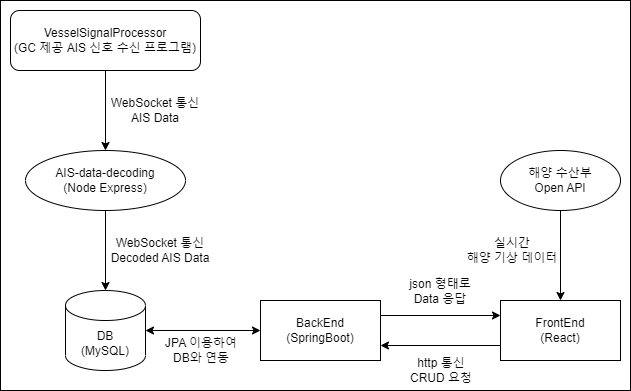 VesselSignalProcessor
(GC 제공 AIS 신호 수신 프로그램)
WebSocket 통신
AIS Data
AIS-data-decoding
(Node Express)
해양 수산부
Open API
WebSocket 통신
Decoded AIS Data
실시간
해양 기상 데이터
DB
(MySQL)
JPA 이용하여
DB와 연동
BackEnd
(SpringBoot)
json 형태로
Data 응답
FrontEnd
(React)
http 통신
CRUD 요청